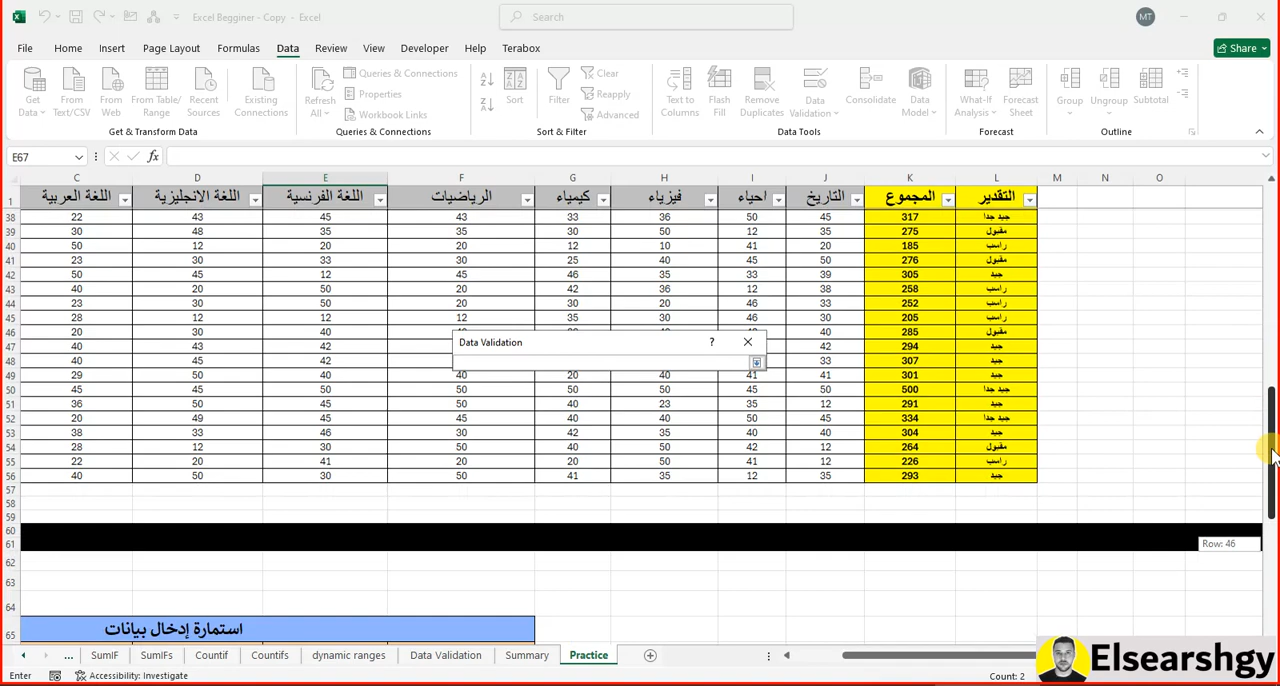 Excel Begginer - Copy - Excel
Search
MT
File Home Insert Page Layout Formulas Data Review View Developer Help Terabox
Share
Get Data
From Text/CSV
From Web
From Table/ Range
Recent Sources
Existing Connections
Get & Transform Data
Refresh All
Queries & Connections
Properties
Workbook Links
Queries & Connections
Sort
Filter
Clear
Reapply
Advanced
Sort & Filter
Text to Columns
Flash Fill
Remove Duplicates
Data Validation
Consolidate
Data Model
Data Tools
What-If Analysis
Forecast Sheet
Forecast
Group
Ungroup
Subtotal
Outline
E67
fx
C D E F G H I J K L M N O
1 اللغة العربية اللغة الانجليزية اللغة الفرنسية الرياضيات كيمياء فيزياء احياء التاريخ المجموع التقدير
38 22 43 45 43 33 36 50 45 317 جيد جدا
39 30 48 35 35 30 50 12 35 275 مقبول
40 50 12 20 20 12 10 41 20 185 راسب
41 23 30 33 30 25 40 45 50 276 مقبول
42 50 45 12 45 46 35 33 39 305 جيد
43 40 20 50 20 42 36 12 38 258 راسب
44 23 30 50 20 30 20 46 33 252 راسب
45 28 12 12 12 35 30 46 30 205 راسب
46 20 30 40 40 285 مقبول
47 40 43 42 42 294 جيد
48 40 45 42 33 307 جيد
49 29 50 40 40 20 40 41 41 301 جيد
50 45 45 50 50 50 50 45 50 500 جيد جدا
51 36 50 45 50 40 23 35 12 291 جيد
52 20 49 45 45 40 40 50 45 334 جيد جدا
53 38 33 46 30 42 35 40 40 304 جيد
54 28 12 30 50 40 50 42 12 264 مقبول
55 22 20 41 20 20 50 41 12 226 راسب
56 40 50 30 50 41 35 12 35 293 جيد
57
58
59
60
61
62
63
64
65 استمارة إدخال بيانات
Data Validation ?
Row: 46
... SumIF SumIFs Countif Countifs dynamic ranges Data Validation Summary Practice
Enter Accessibility: Investigate Count: 2
Elsearshgy